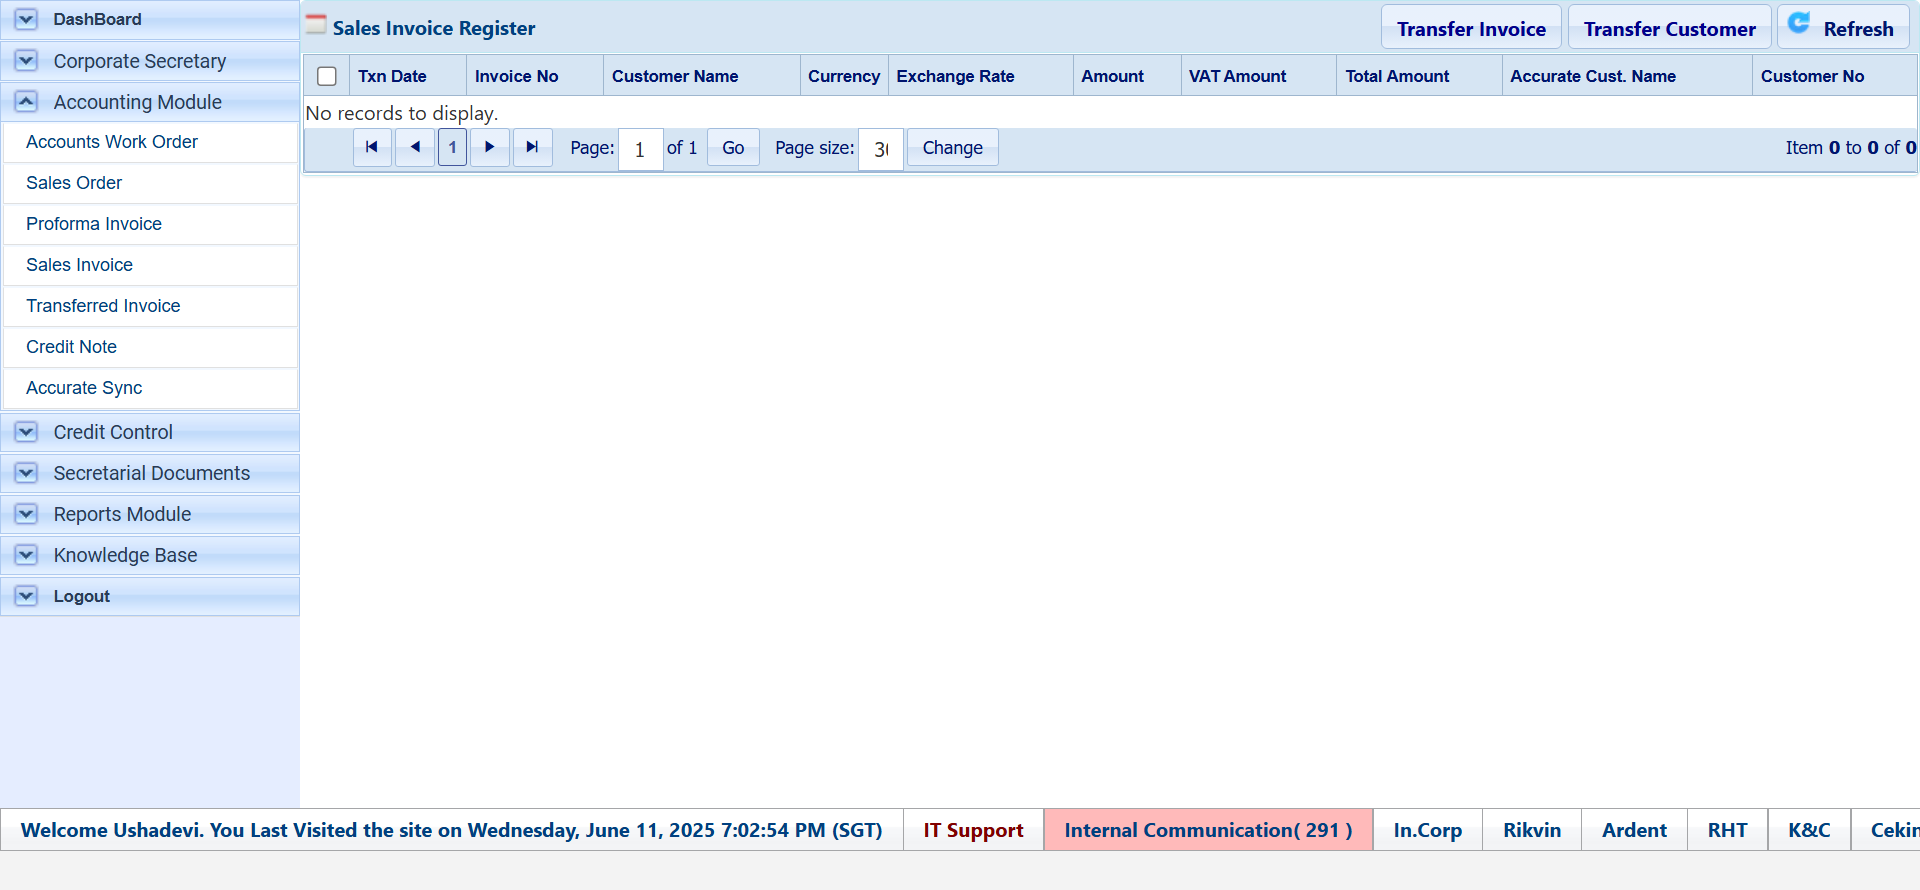 DashBoard
Corporate Secretary
Accounting Module
Accounts Work Order
Sales Order
Proforma Invoice
Sales Invoice
Transferred Invoice
Credit Note
Accurate Sync
Credit Control
Secretarial Documents
Reports Module
Knowledge Base
Logout
Sales Invoice Register
Transfer Invoice
Transfer Customer
Refresh
Txn Date Invoice No Customer Name Currency Exchange Rate Amount VAT Amount Total Amount Accurate Cust. Name Customer No
No records to display.
1 Page: 1 of 1 Go Page size: 30 Change Item 0 to 0 of 0
Welcome Ushadevi. You Last Visited the site on Wednesday, June 11, 2025 7:02:54 PM (SGT) IT Support Internal Communication( 291 ) In.Corp Rikvin Ardent RHT K&C Cekin